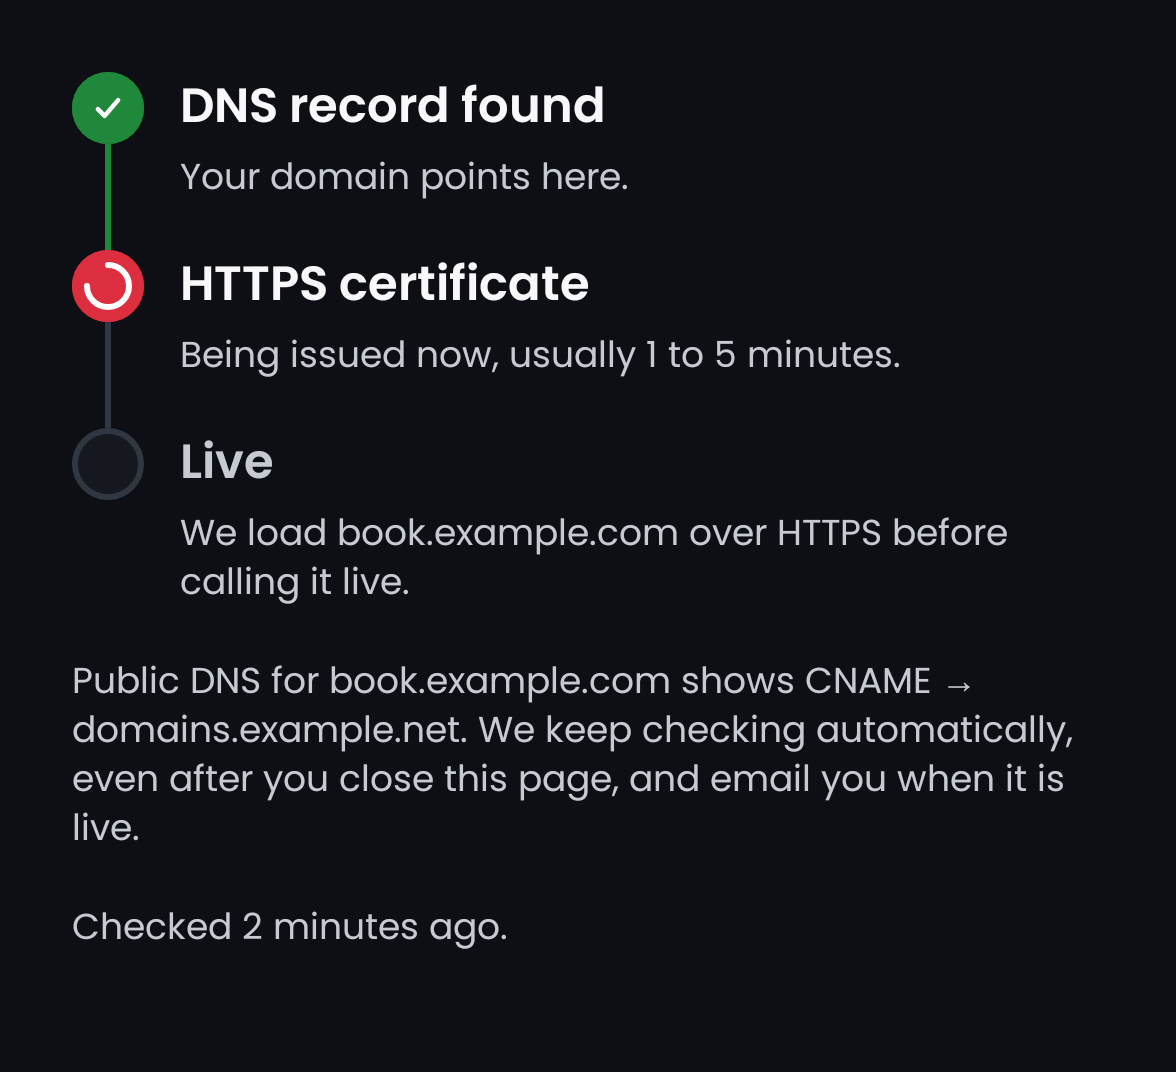 DNS record found
Your domain points here.
HTTPS certificate
Being issued now, usually 1 to 5 minutes.
Live
We load book.example.com over HTTPS before
calling it live.
Public DNS for book.example.com shows CNAME →
domains.example.net. We keep checking automatically,
even after you close this page, and email you when it is
live.
Checked 2 minutes ago.